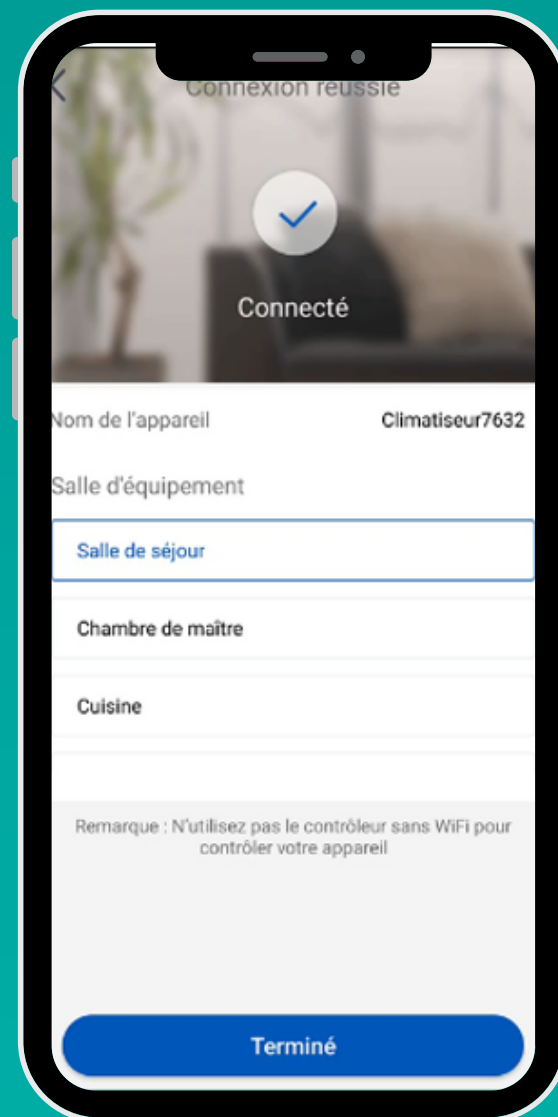 Connexion réussie
Connecté
Nom de l'appareil Climatiseur7632
Salle d'équipement
Salle de séjour
Chambre de maître
Cuisine
Remarque : N'utilisez pas le contrôleur sans WiFi pour
contrôler votre appareil
Terminé